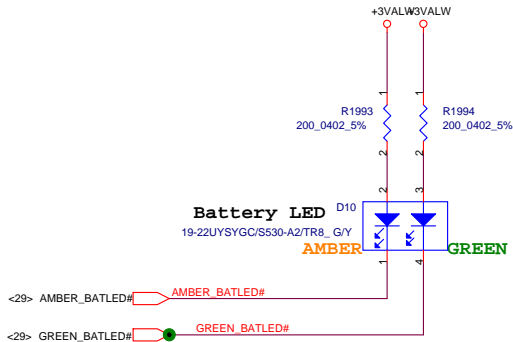 +3VALW +3VALW
1 1
R1993 R1994
200_0402_5% 200_0402_5%
2 2
2 3
D10
Battery LED
19-22UYSYGC/S530-A2/TR8_ G/Y
AMBER GREEN
1 4
<29> AMBER_BATLED# AMBER_BATLED#
<29> GREEN_BATLED# GREEN_BATLED#